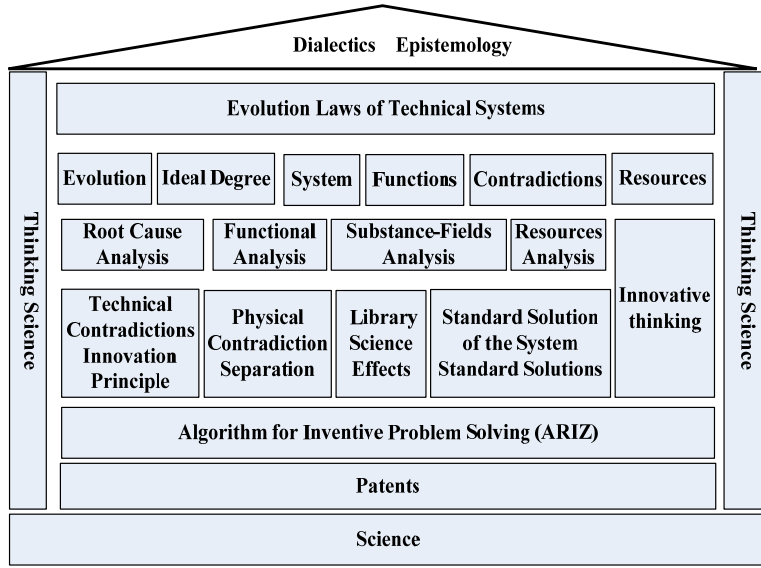 Dialectics Epistemology
Evolution Laws of Technical Systems
Evolution
Ideal Degree
System
Functions
Contradictions
Resources
Thinking Science
Root Cause
Analysis
Functional
Analysis
Substance-Fields
Analysis
Resources
Analysis
Innovative
thinking
Technical
Contradictions
Innovation
Principle
Physical
Contradiction
Separation
Library
Science
Effects
Standard Solution
of the System
Standard Solutions
Thinking Science
Algorithm for Inventive Problem Solving (ARIZ)
Patents
Science